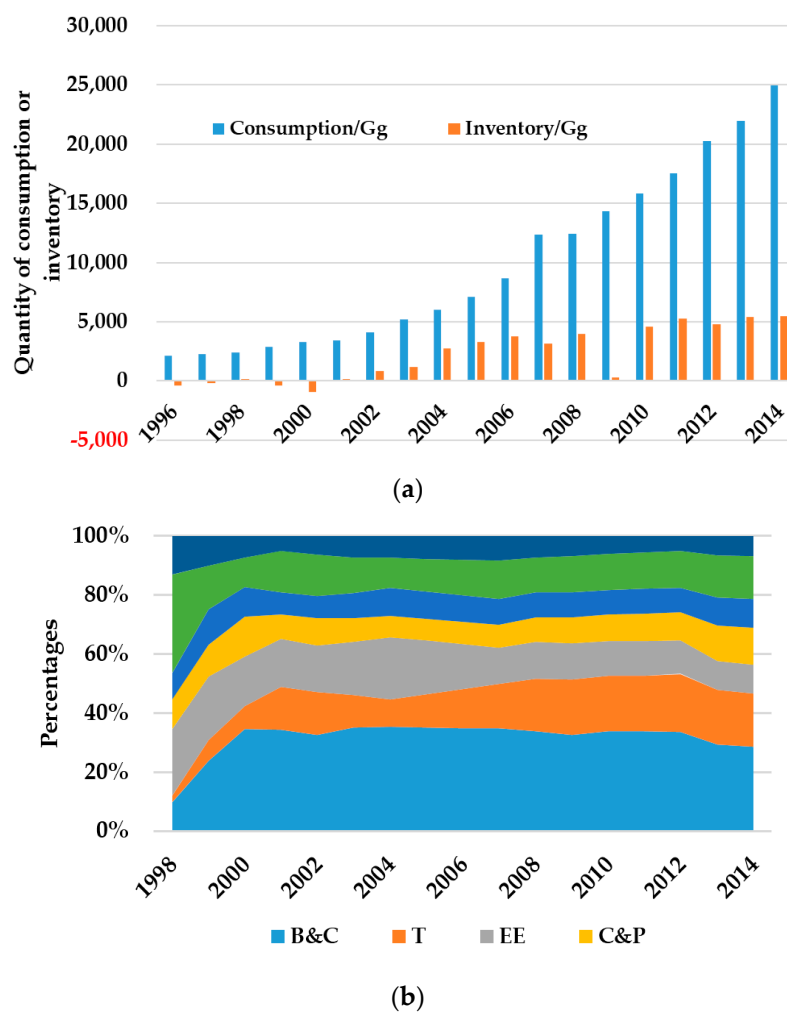 30,000
25,000
20,000
15,000
10,000
5,000
0
-5,000
Quantity of consumption or
inventory
Consumption/Gg Inventory/Gg
1996 1998 2000 2002 2004 2006 2008 2010 2012 2014
(a)
100%
80%
60%
40%
20%
0%
Percentages
1998 2000 2002 2004 2006 2008 2010 2012 2014
B&C T EE C&P
(b)